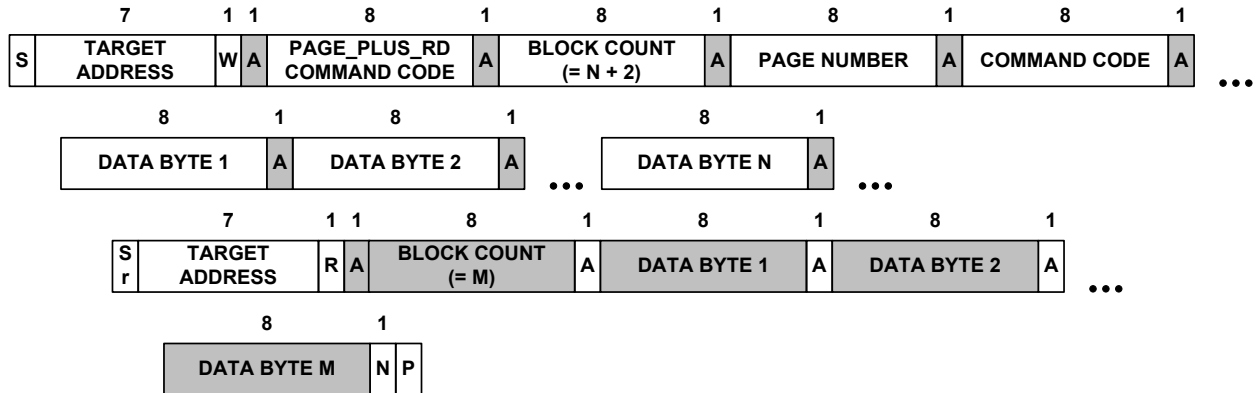 7 1 1 8 1 8 1 8 1 8 1
S TARGET ADDRESS W A PAGE_PLUS_RD COMMAND CODE A BLOCK COUNT (= N + 2) A PAGE NUMBER A COMMAND CODE A •••
8 1 8 1 8 1
DATA BYTE 1 A DATA BYTE 2 A ••• DATA BYTE N A •••
7 1 1 8 1 8 1 8 1
Sr TARGET ADDRESS R A BLOCK COUNT (= M) A DATA BYTE 1 A DATA BYTE 2 A •••
8 1
DATA BYTE M N P